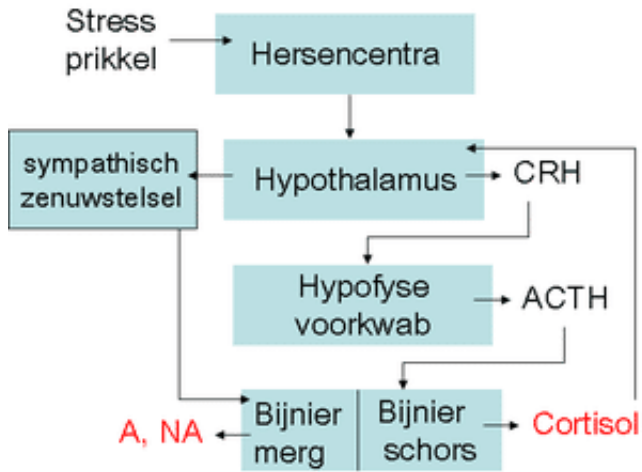 Stress
prikkel
Hersencentra
sympathisch
zenuwstelsel
Hypothalamus
CRH
Hypofyse
voorkwab
ACTH
A, NA
Bijnier
merg
Bijnier
schors
Cortisol